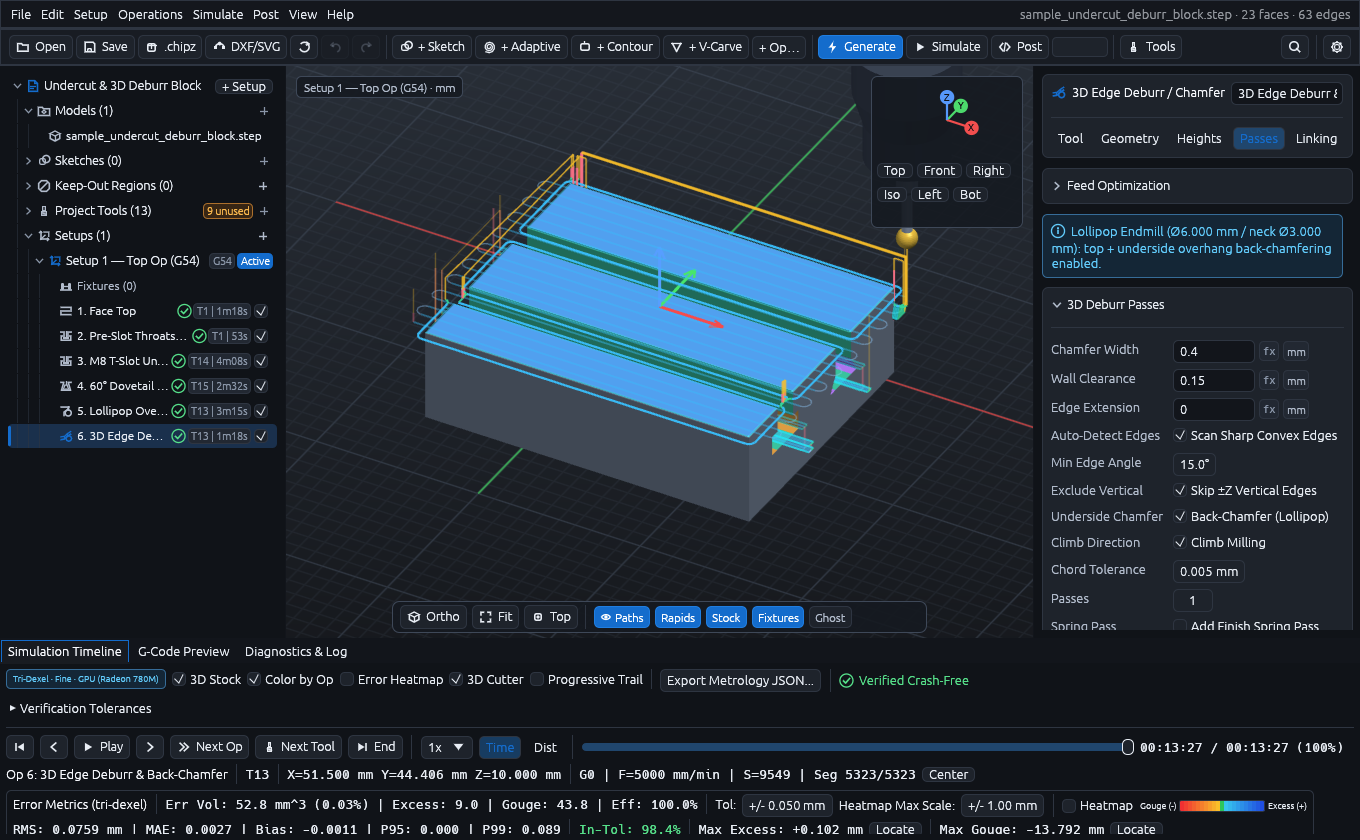 File Edit Setup Operations Simulate Post View Help
sample_undercut_deburr_block.step · 23 faces · 63 edges
Open Save .chipz DXF/SVG + Sketch + Adaptive + Contour + V-Carve + Op... Generate Simulate Post Tools
Undercut & 3D Deburr Block + Setup
Models (1) +
sample_undercut_deburr_block.step
Sketches (0) +
Keep-Out Regions (0) +
Project Tools (13) 9 unused +
Setups (1) +
Setup 1 — Top Op (G54) G54 Active
Fixtures (0)
1. Face Top T1 | 1m18s
2. Pre-Slot Throats... T1 | 53s
3. M8 T-Slot Un... T14 | 4m08s
4. 60° Dovetail ... T15 | 2m32s
5. Lollipop Ove... T13 | 3m15s
6. 3D Edge De... T13 | 1m18s
Setup 1 — Top Op (G54) · mm
Z
Y
X
Top Front Right
Iso Left Bot
Ortho Fit Top Paths Rapids Stock Fixtures Ghost
3D Edge Deburr / Chamfer 3D Edge Deburr &
Tool Geometry Heights Passes Linking
Feed Optimization
Lollipop Endmill (Ø6.000 mm / neck Ø3.000
mm): top + underside overhang back-chamfering
enabled.
3D Deburr Passes
Chamfer Width 0.4 fx mm
Wall Clearance 0.15 fx mm
Edge Extension 0 fx mm
Auto-Detect Edges Scan Sharp Convex Edges
Min Edge Angle 15.0°
Exclude Vertical Skip ±Z Vertical Edges
Underside Chamfer Back-Chamfer (Lollipop)
Climb Direction Climb Milling
Chord Tolerance 0.005 mm
Passes 1
Spring Pass Add Finish Spring Pass
Simulation Timeline G-Code Preview Diagnostics & Log
Tri-Dexel · Fine · GPU (Radeon 780M) 3D Stock Color by Op Error Heatmap 3D Cutter Progressive Trail Export Metrology JSON... Verified Crash-Free
Verification Tolerances
Play Next Op Next Tool End 1x Time Dist 00:13:27 / 00:13:27 (100%)
Op 6: 3D Edge Deburr & Back-Chamfer T13 X=51.500 mm Y=44.406 mm Z=10.000 mm G0 | F=5000 mm/min | S=9549 | Seg 5323/5323 Center
Error Metrics (tri-dexel) Err Vol: 52.8 mm^3 (0.03%) | Excess: 9.0 | Gouge: 43.8 | Eff: 100.0% Tol: +/- 0.050 mm Heatmap Max Scale: +/- 1.00 mm Heatmap Gouge (-) Excess (+)
RMS: 0.0759 mm | MAE: 0.0027 | Bias: -0.0011 | P95: 0.000 | P99: 0.089 In-Tol: 98.4% Max Excess: +0.102 mm Locate Max Gouge: -13.792 mm Locate